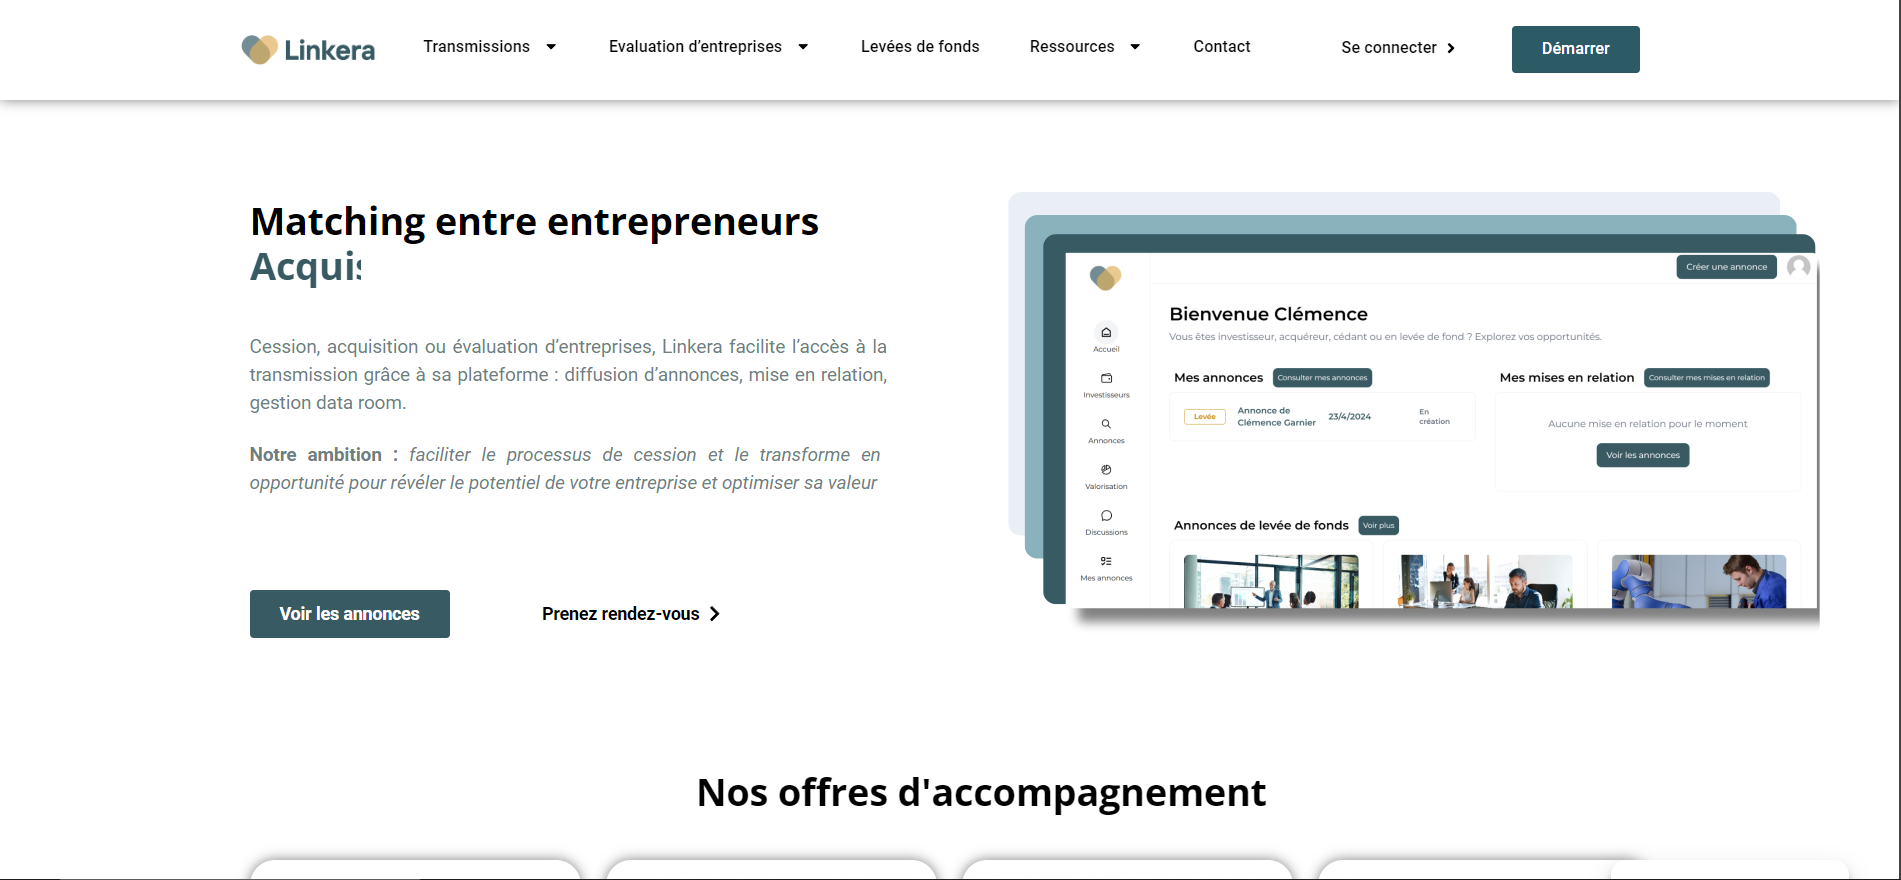 Linkera
Transmissions
Evaluation d’entreprises
Levées de fonds
Ressources
Contact
Se connecter
Démarrer
Matching entre entrepreneurs
Acquis
Cession, acquisition ou évaluation d’entreprises, Linkera facilite l’accès à la
transmission grâce à sa plateforme : diffusion d’annonces, mise en relation,
gestion data room.
Notre ambition : faciliter le processus de cession et le transforme en
opportunité pour révéler le potentiel de votre entreprise et optimiser sa valeur
Voir les annonces
Prenez rendez-vous
Créer une annonce
Accueil
Investisseurs
Annonces
Valorisation
Discussions
Mes annonces
Bienvenue Clémence
Vous êtes investisseur, acquéreur, cédant ou en levée de fond ? Explorez vos opportunités.
Mes annonces
Consulter mes annonces
Levée
Annonce de
Clémence Garnier
23/4/2024
En
création
Mes mises en relation
Consulter mes mises en relation
Aucune mise en relation pour le moment
Voir les annonces
Annonces de levée de fonds
Voir plus
Nos offres d'accompagnement